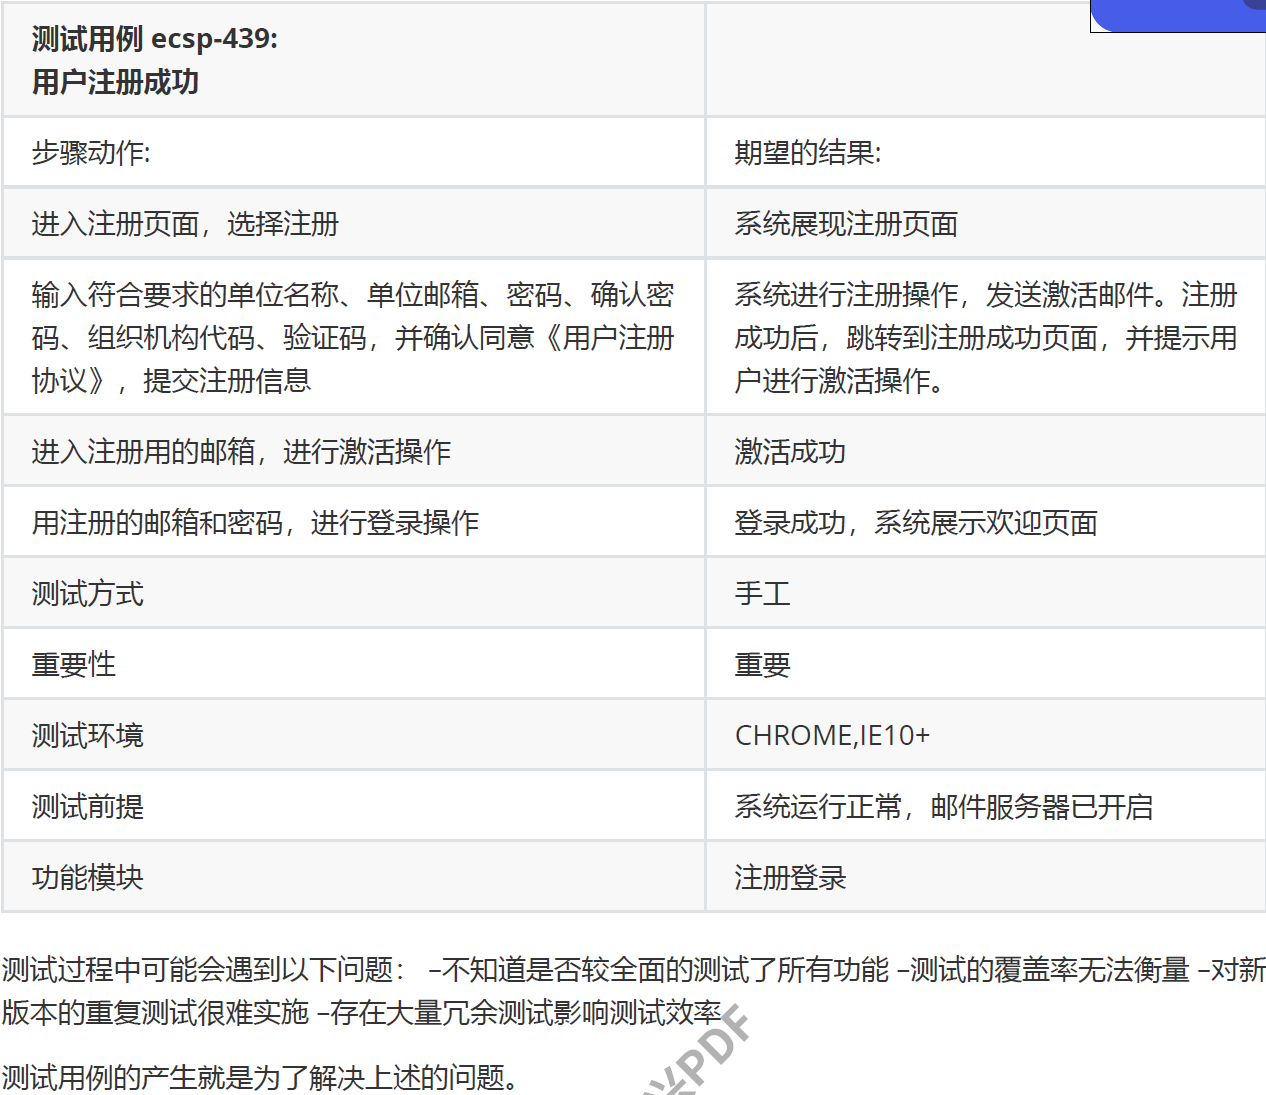 测试用例 ecsp-439:
用户注册成功
步骤动作:
期望的结果:
进入注册页面，选择注册
系统展现注册页面
输入符合要求的单位名称、单位邮箱、密码、确认密
码、组织机构代码、验证码，并确认同意《用户注册
协议》，提交注册信息
系统进行注册操作，发送激活邮件。注册
成功后，跳转到注册成功页面，并提示用
户进行激活操作。
进入注册用的邮箱，进行激活操作
激活成功
用注册的邮箱和密码，进行登录操作
登录成功，系统展示欢迎页面
测试方式
手工
重要性
重要
测试环境
CHROME,IE10+
测试前提
系统运行正常，邮件服务器已开启
功能模块
注册登录
测试过程中可能会遇到以下问题： –不知道是否较全面的测试了所有功能 –测试的覆盖率无法衡量 –对新
版本的重复测试很难实施 –存在大量冗余测试影响测试效率
测试用例的产生就是为了解决上述的问题。
PDF